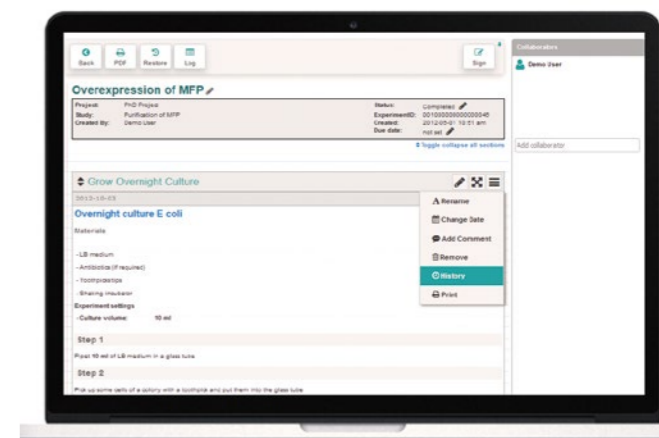 Back PDF Restore Log Sign
Collaborators
Demo User
Overexpression of MFP
Project: PhD Project
Study: Purification of MFP
Created By: Demo User
Status: Completed
ExperimentID:
Created:
Due date: not set
Toggle collapse all sections
Add collaborator
Grow Overnight Culture
Overnight culture E coli
Materials
-LB medium
-Antibiotics (if required)
-Toothpicks/tips
-Shaking incubator
Experiment settings
-Culture volume: 10 ml
Step 1
Pipet 10 ml of LB medium in a glass tube
Step 2
Pick up some cells of a colony with a toothpick and put them into the glass tube
Rename
Change Date
Add Comment
Remove
History
Print